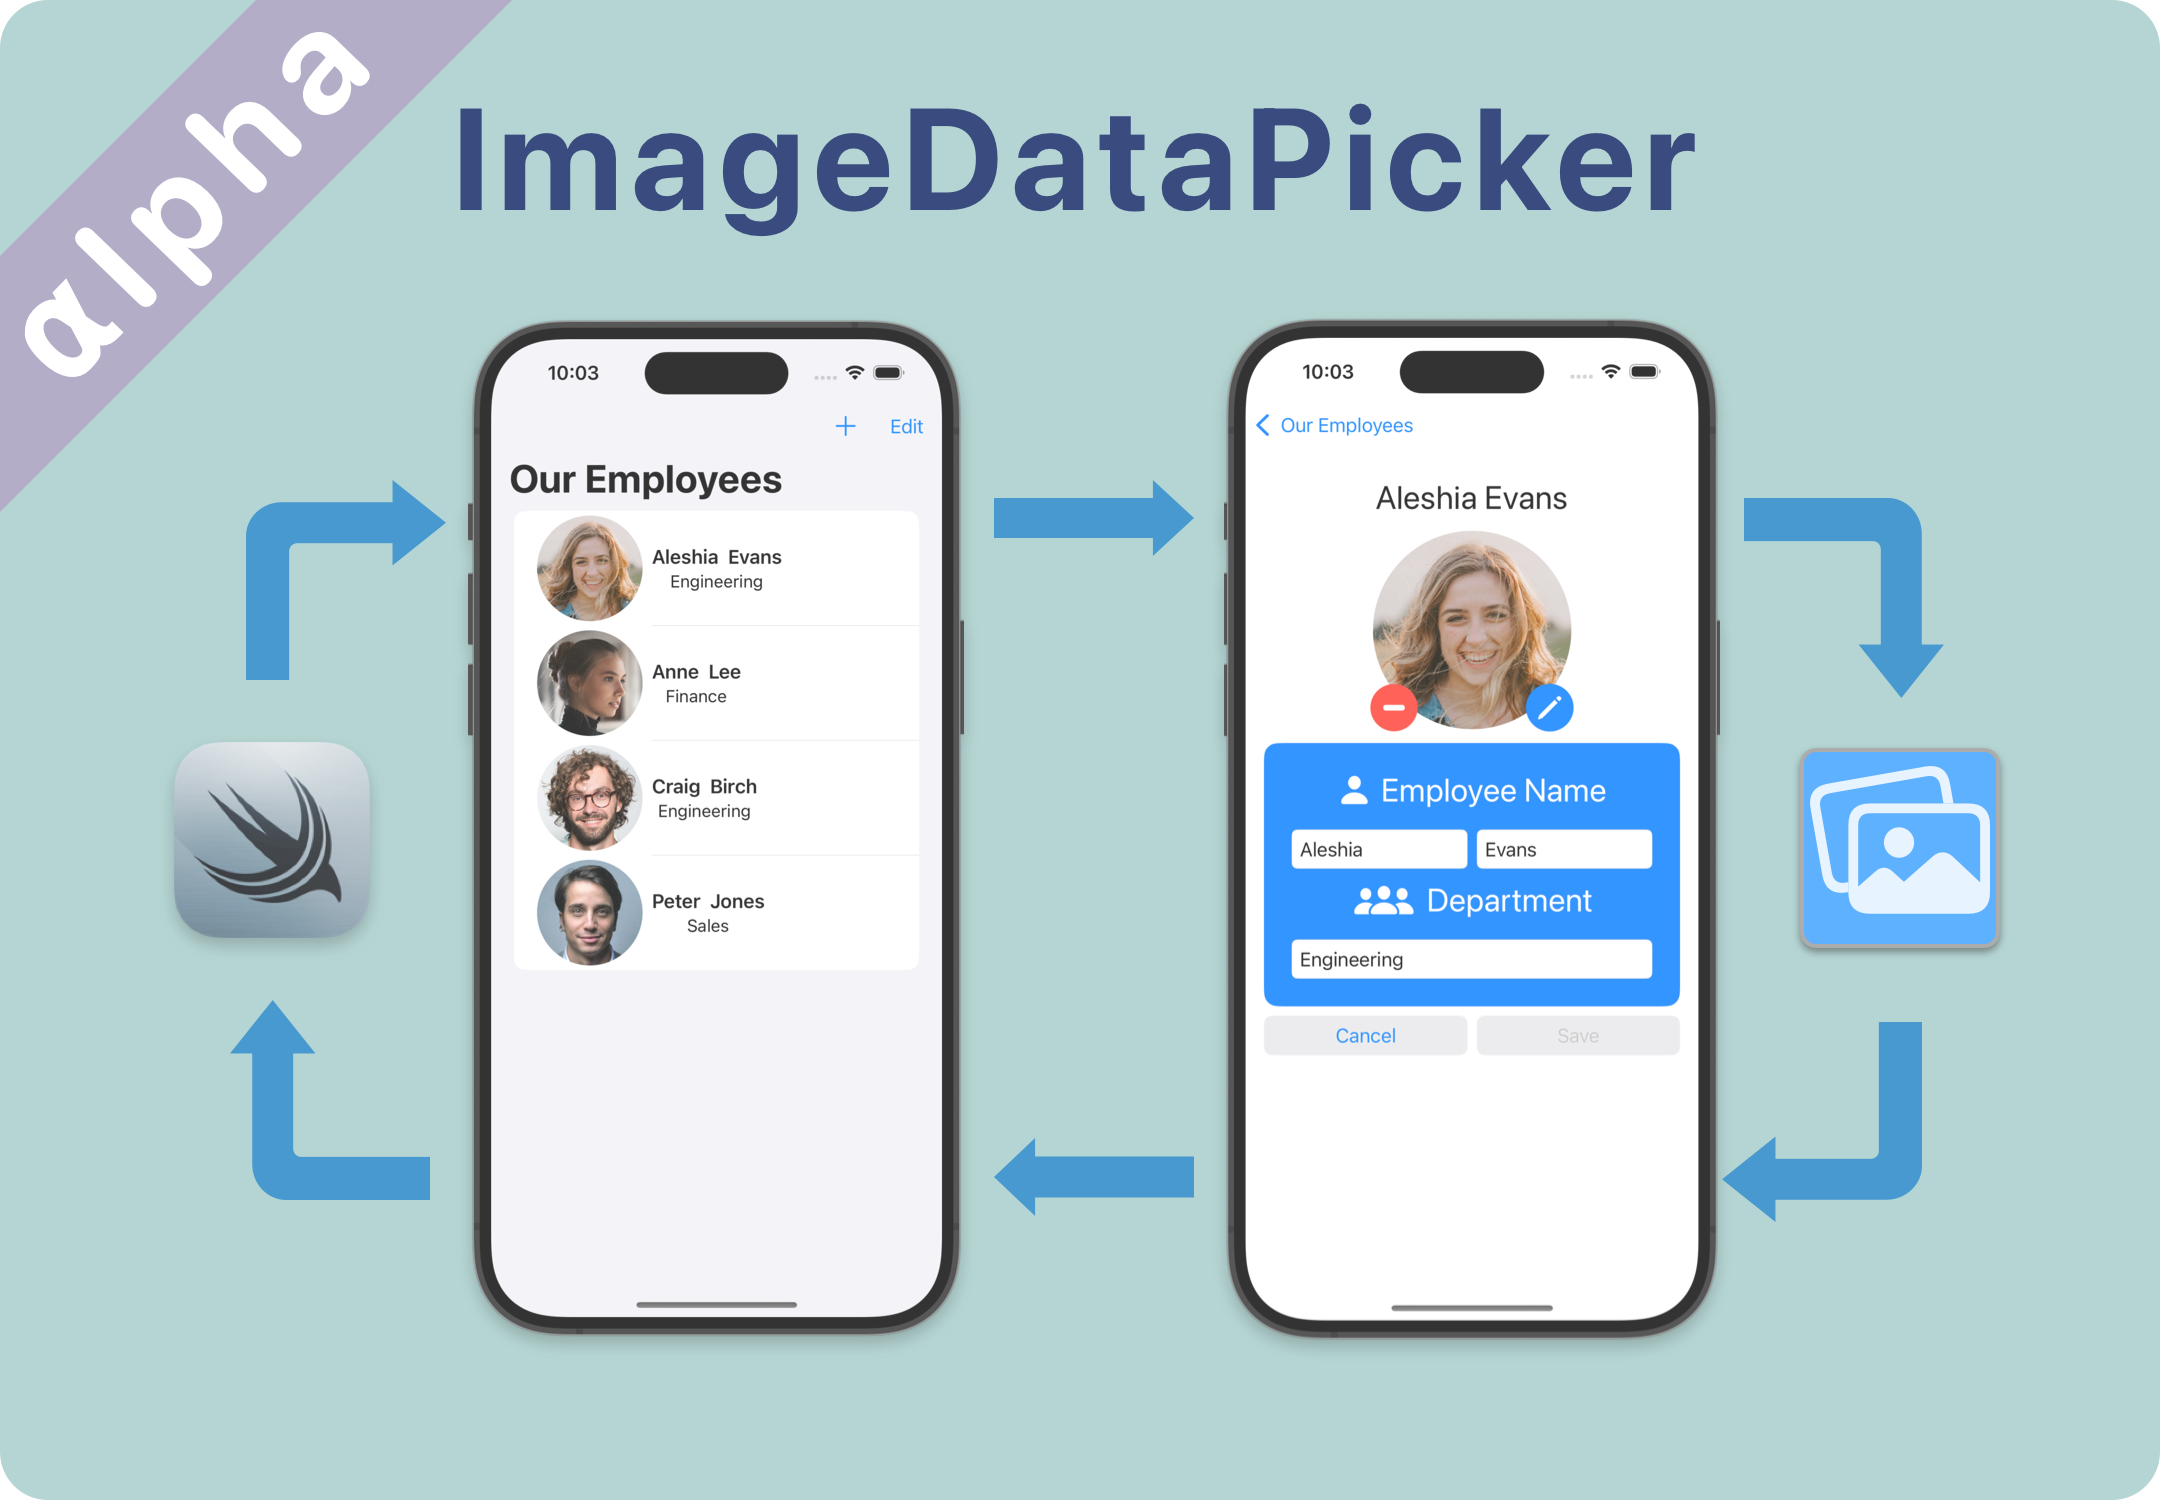 αlpha
ImageDataPicker
10:03
+ Edit
Our Employees
Aleshia Evans
Engineering
Anne Lee
Finance
Craig Birch
Engineering
Peter Jones
Sales
10:03
Our Employees
Aleshia Evans
Employee Name
Aleshia Evans
Department
Engineering
Cancel Save